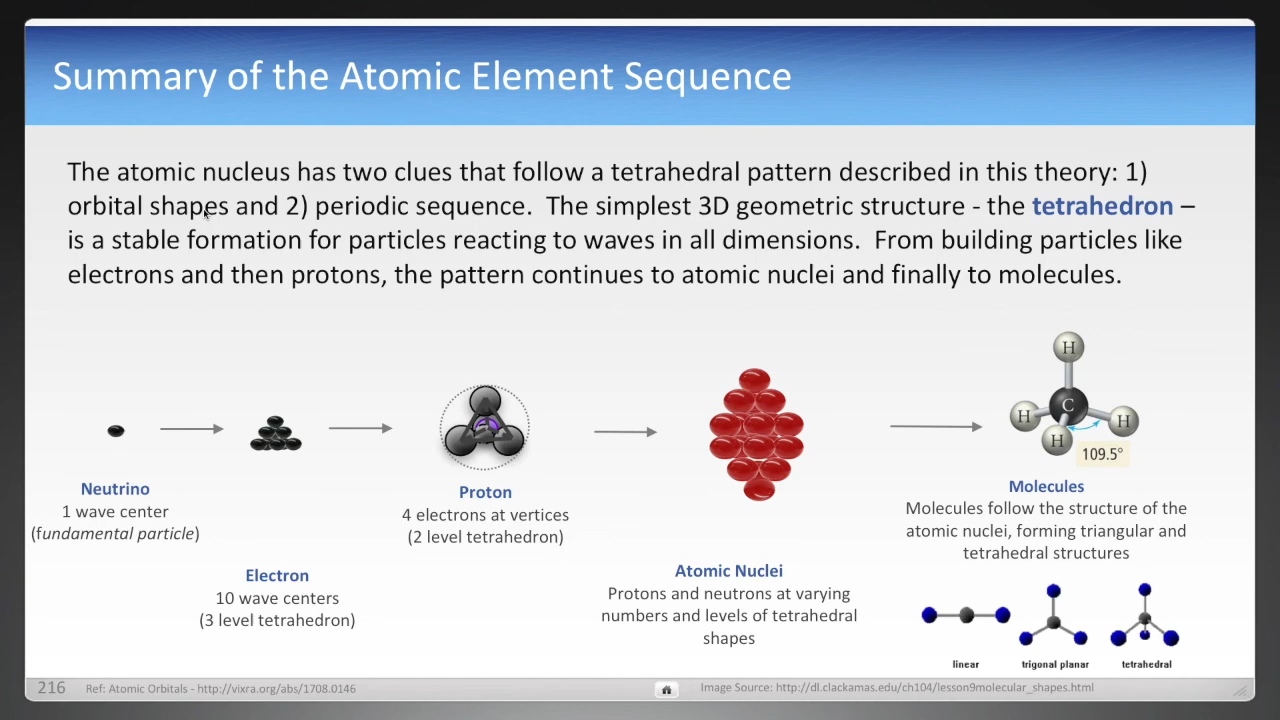 Summary of the Atomic Element Sequence
The atomic nucleus has two clues that follow a tetrahedral pattern described in this theory: 1)
orbital shapes and 2) periodic sequence.  The simplest 3D geometric structure - the tetrahedron –
is a stable formation for particles reacting to waves in all dimensions.  From building particles like
electrons and then protons, the pattern continues to atomic nuclei and finally to molecules.
H
H
C
H
H
109.5°
Neutrino
1 wave center
(fundamental particle)
Electron
10 wave centers
(3 level tetrahedron)
Proton
4 electrons at vertices
(2 level tetrahedron)
Atomic Nuclei
Protons and neutrons at varying
numbers and levels of tetrahedral
shapes
Molecules
Molecules follow the structure of the
atomic nuclei, forming triangular and
tetrahedral structures
linear
trigonal planar
tetrahedral
216
Ref: Atomic Orbitals - http://vixra.org/abs/1708.0146
Image Source: http://dl.clackamas.edu/ch104/lesson9molecular_shapes.html